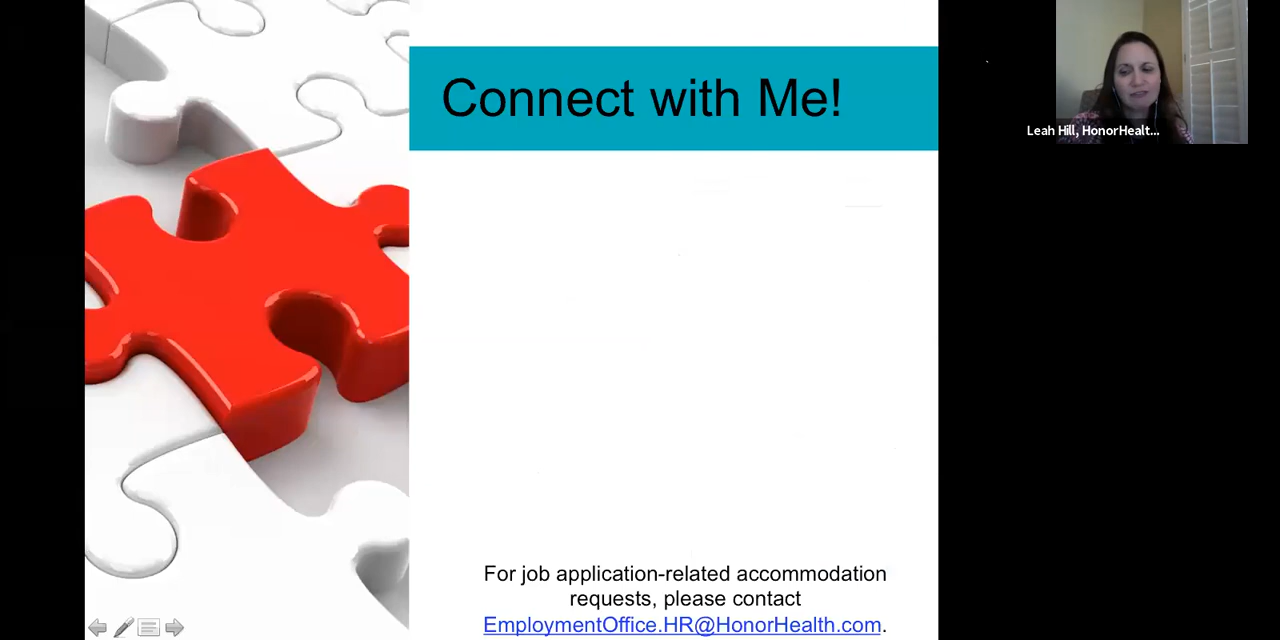 Connect with Me!
Leah Hill, HonorHealt...
For job application-related accommodation
requests, please contact
EmploymentOffice.HR@HonorHealth.com.